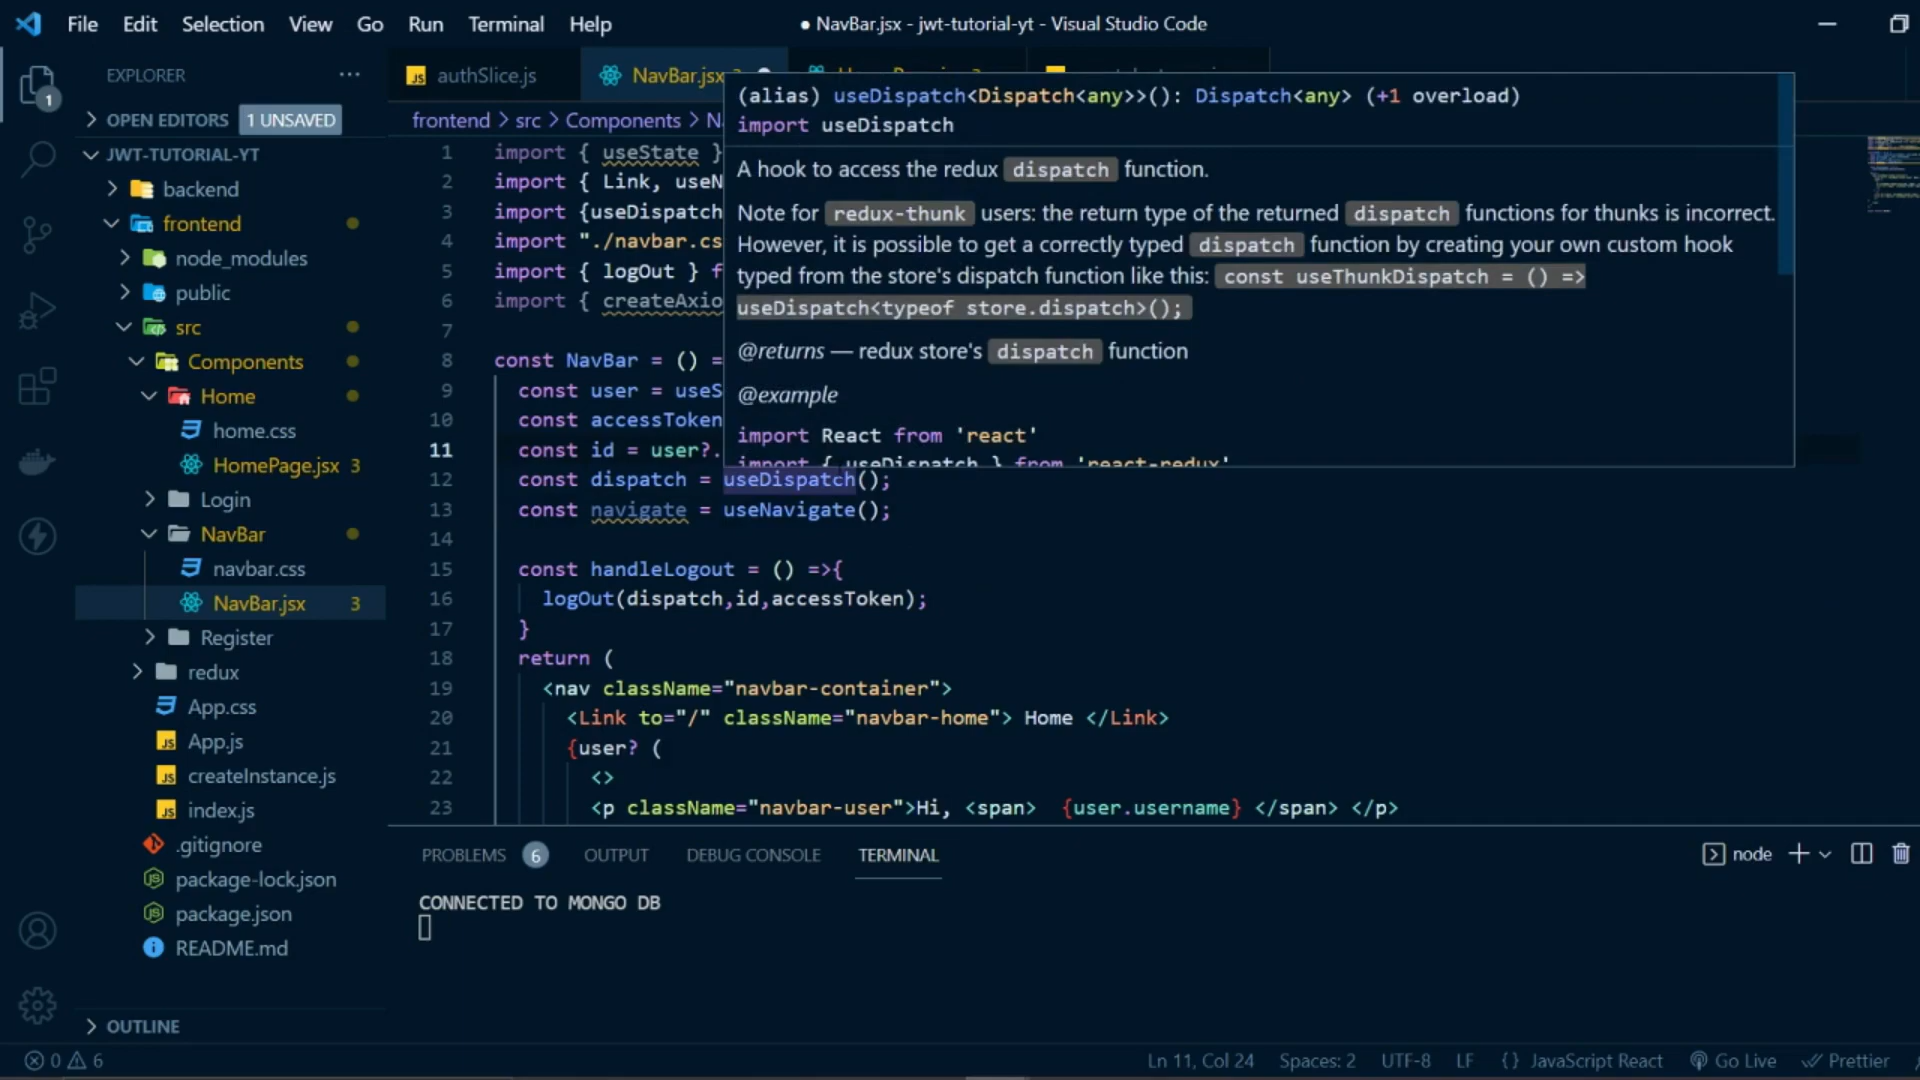 File Edit Selection View Go Run Terminal Help
● NavBar.jsx - jwt-tutorial-yt - Visual Studio Code
EXPLORER
OPEN EDITORS 1 UNSAVED
JWT-TUTORIAL-YT
backend
frontend
node_modules
public
src
Components
Home
home.css
HomePage.jsx 3
Login
NavBar
navbar.css
NavBar.jsx 3
Register
redux
App.css
App.js
createInstance.js
index.js
.gitignore
package-lock.json
package.json
README.md
OUTLINE
1
authSlice.js NavBar.jsx
frontend > src > Components > Na
(alias) useDispatch<Dispatch<any>>(): Dispatch<any> (+1 overload)
import useDispatch
A hook to access the redux dispatch function.
Note for redux-thunk users: the return type of the returned dispatch functions for thunks is incorrect.
However, it is possible to get a correctly typed dispatch function by creating your own custom hook
typed from the store's dispatch function like this: const useThunkDispatch = () =>
useDispatch<typeof store.dispatch>();
@returns — redux store's dispatch function
@example
import React from 'react'
import { useDispatch } from 'react-redux'
1 import { useState }
2 import { Link, useN
3 import {useDispatch
4 import "./navbar.cs
5 import { logOut } f
6 import { createAxio
7
8 const NavBar = () =
9 const user = useS
10 const accessToken
11 const id = user?.
12 const dispatch = useDispatch();
13 const navigate = useNavigate();
14
15 const handleLogout = () =>{
16 logOut(dispatch,id,accessToken);
17 }
18 return (
19 <nav className="navbar-container">
20 <Link to="/" className="navbar-home"> Home </Link>
21 {user? (
22 <>
23 <p className="navbar-user">Hi, <span> {user.username} </span> </p>
PROBLEMS 6 OUTPUT DEBUG CONSOLE TERMINAL
node
CONNECTED TO MONGO DB
0 6
Ln 11, Col 24 Spaces: 2 UTF-8 LF {} JavaScript React Go Live Prettier